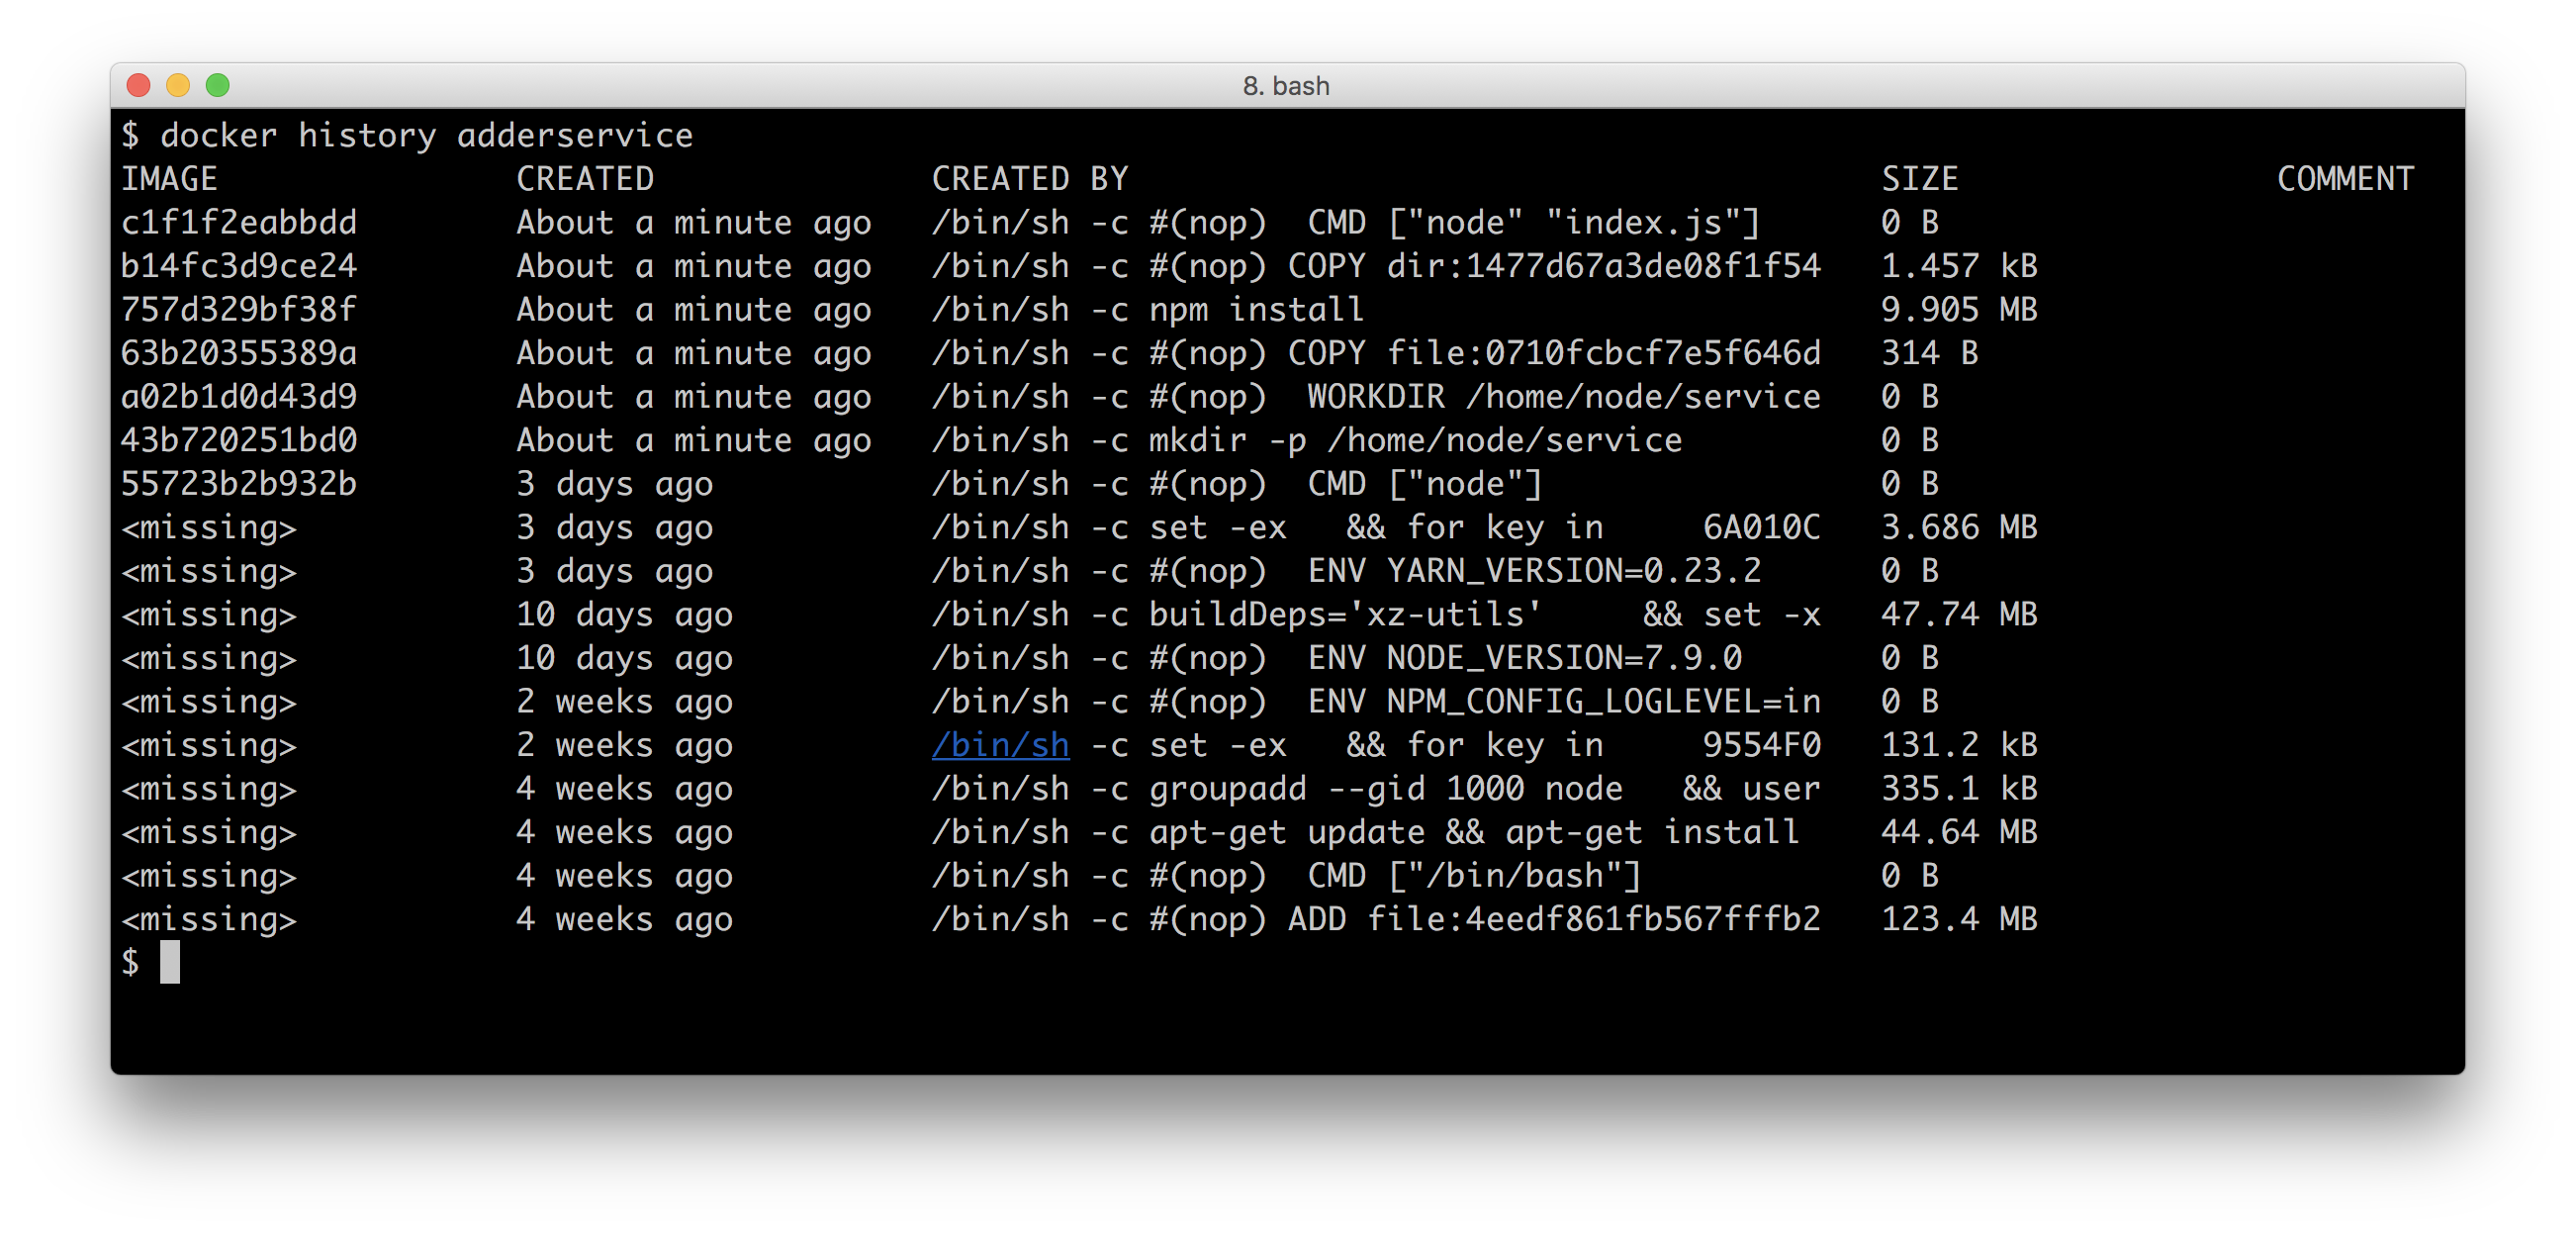 8. bash
$ docker history adderservice
IMAGE               CREATED              CREATED BY                                      SIZE                COMMENT
c1f1f2eabbdd        About a minute ago   /bin/sh -c #(nop)  CMD ["node" "index.js"]      0 B
b14fc3d9ce24        About a minute ago   /bin/sh -c #(nop) COPY dir:1477d67a3de08f1f54   1.457 kB
757d329bf38f        About a minute ago   /bin/sh -c npm install                          9.905 MB
63b20355389a        About a minute ago   /bin/sh -c #(nop) COPY file:0710fcbcf7e5f646d   314 B
a02b1d0d43d9        About a minute ago   /bin/sh -c #(nop)  WORKDIR /home/node/service   0 B
43b720251bd0        About a minute ago   /bin/sh -c mkdir -p /home/node/service          0 B
55723b2b932b        3 days ago           /bin/sh -c #(nop)  CMD ["node"]                 0 B
<missing>           3 days ago           /bin/sh -c set -ex   && for key in     6A010C   3.686 MB
<missing>           3 days ago           /bin/sh -c #(nop)  ENV YARN_VERSION=0.23.2      0 B
<missing>           10 days ago          /bin/sh -c buildDeps='xz-utils'     && set -x   47.74 MB
<missing>           10 days ago          /bin/sh -c #(nop)  ENV NODE_VERSION=7.9.0       0 B
<missing>           2 weeks ago          /bin/sh -c #(nop)  ENV NPM_CONFIG_LOGLEVEL=in   0 B
<missing>           2 weeks ago          /bin/sh -c set -ex   && for key in     9554F0   131.2 kB
<missing>           4 weeks ago          /bin/sh -c groupadd --gid 1000 node   && user   335.1 kB
<missing>           4 weeks ago          /bin/sh -c apt-get update && apt-get install    44.64 MB
<missing>           4 weeks ago          /bin/sh -c #(nop)  CMD ["/bin/bash"]            0 B
<missing>           4 weeks ago          /bin/sh -c #(nop) ADD file:4eedf861fb567fffb2   123.4 MB
$